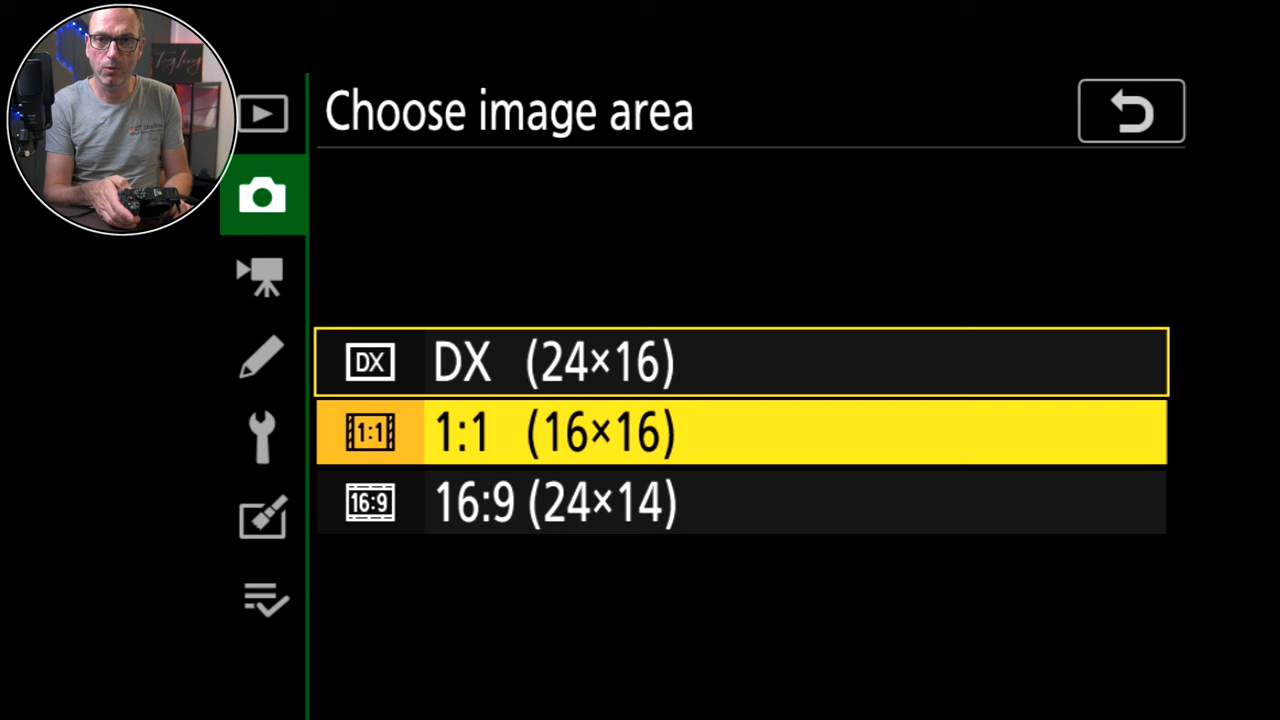 Choose image area
DX DX (24×16)
1:1 1:1 (16×16)
16:9 16:9 (24×14)